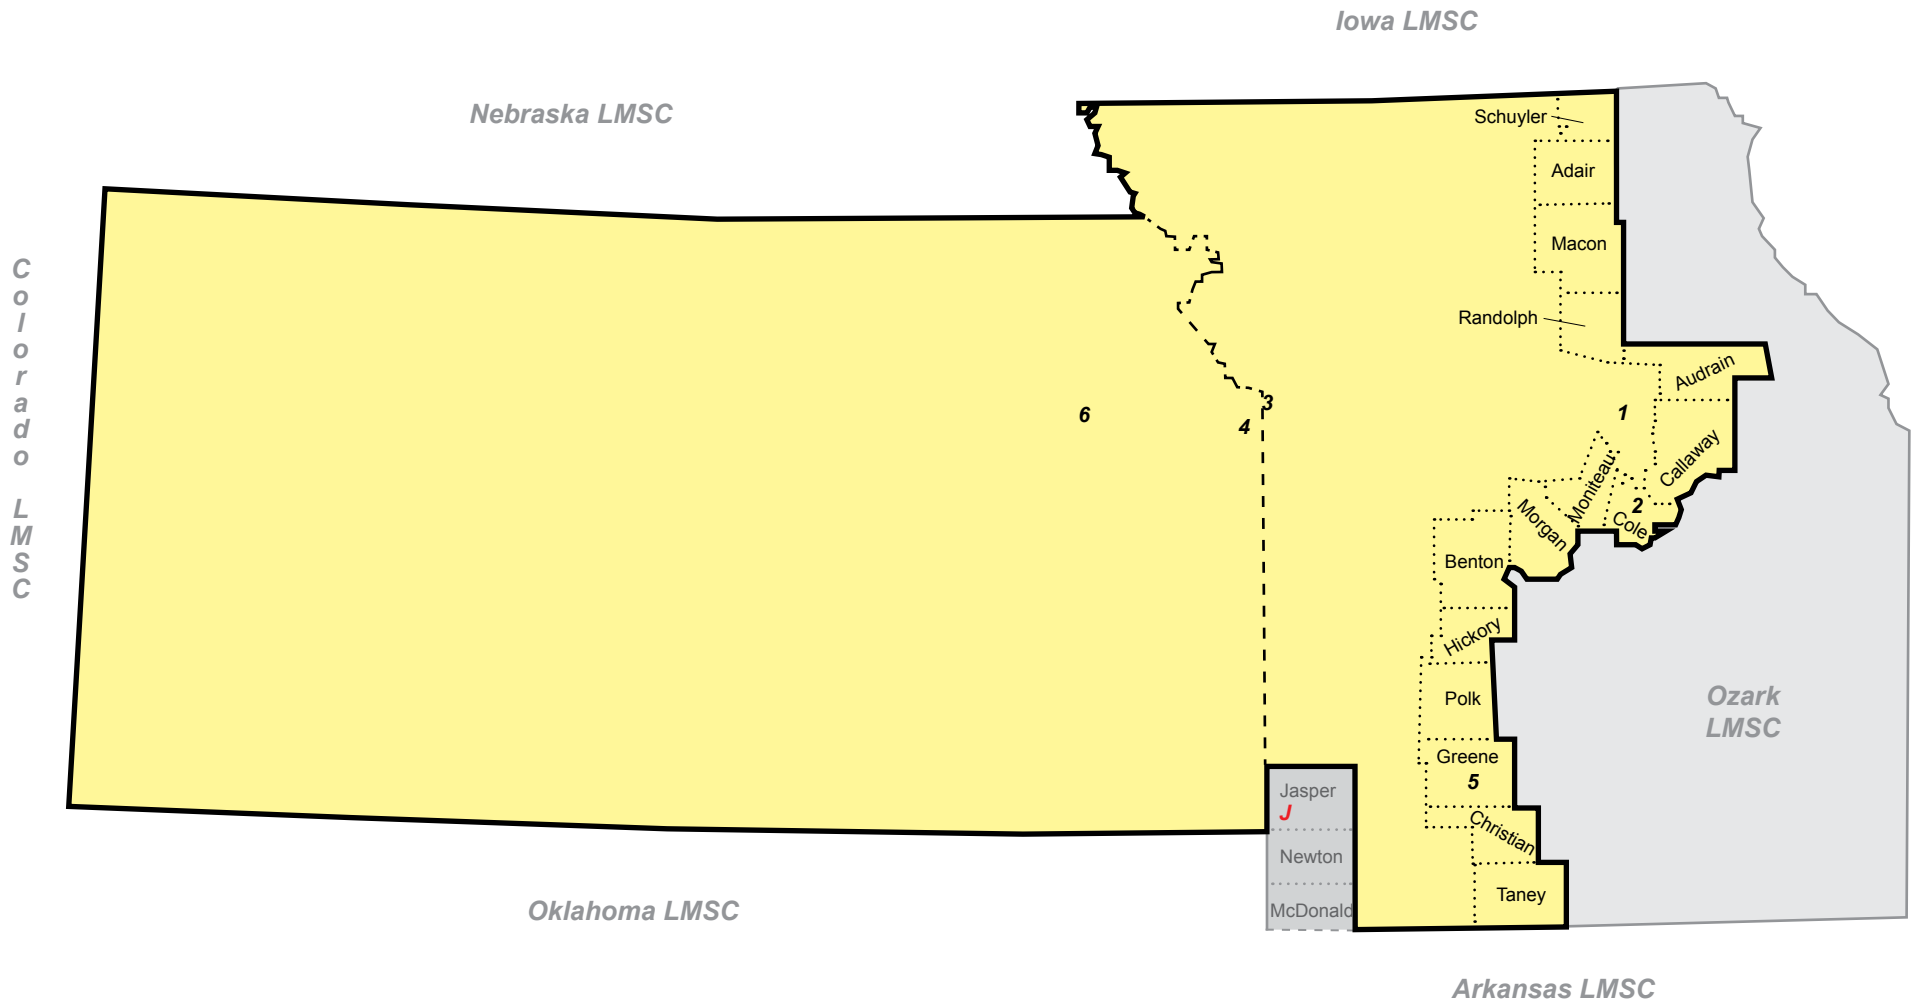 Iowa LMSC
Nebraska LMSC
Schuyler
Adair
Macon
Colorado LMSC
Randolph
Audrain
6
3
4
1
Callaway
Moniteau
2
Morgan
Cole
Benton
Hickory
Polk
Ozark
LMSC
Greene
5
Jasper
J
Christian
Newton
Taney
McDonald
Oklahoma LMSC
Arkansas LMSC